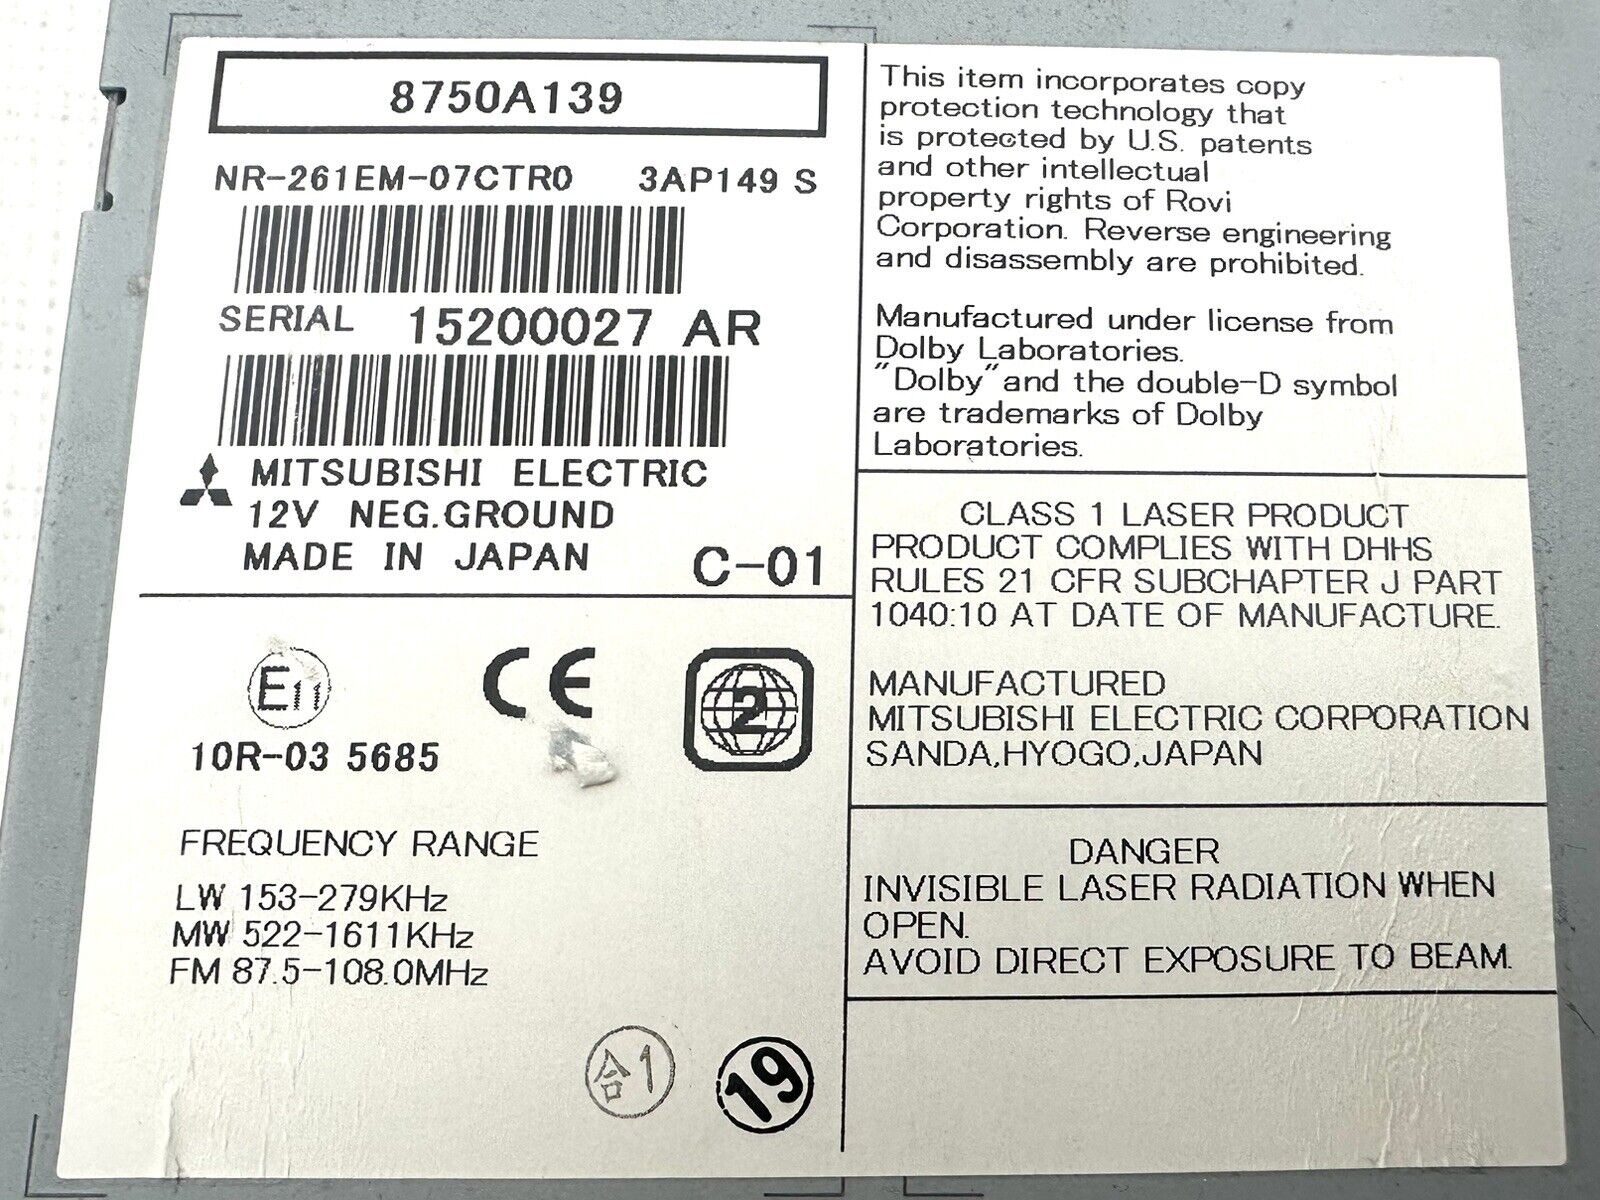 8750A139
NR-261EM-07CTR0 3AP149 S
SERIAL 15200027 AR
MITSUBISHI ELECTRIC
12V NEG.GROUND
MADE IN JAPAN C-01
E11
CE
2
10R-03 5685
FREQUENCY RANGE
LW 153-279KHz
MW 522-1611KHz
FM 87.5-108.0MHz
合1
19
This item incorporates copy
protection technology that
is protected by U.S. patents
and other intellectual
property rights of Rovi
Corporation. Reverse engineering
and disassembly are prohibited.
Manufactured under license from
Dolby Laboratories.
"Dolby" and the double-D symbol
are trademarks of Dolby
Laboratories.
CLASS 1 LASER PRODUCT
PRODUCT COMPLIES WITH DHHS
RULES 21 CFR SUBCHAPTER J PART
1040:10 AT DATE OF MANUFACTURE.
MANUFACTURED
MITSUBISHI ELECTRIC CORPORATION
SANDA,HYOGO,JAPAN
DANGER
INVISIBLE LASER RADIATION WHEN
OPEN.
AVOID DIRECT EXPOSURE TO BEAM.